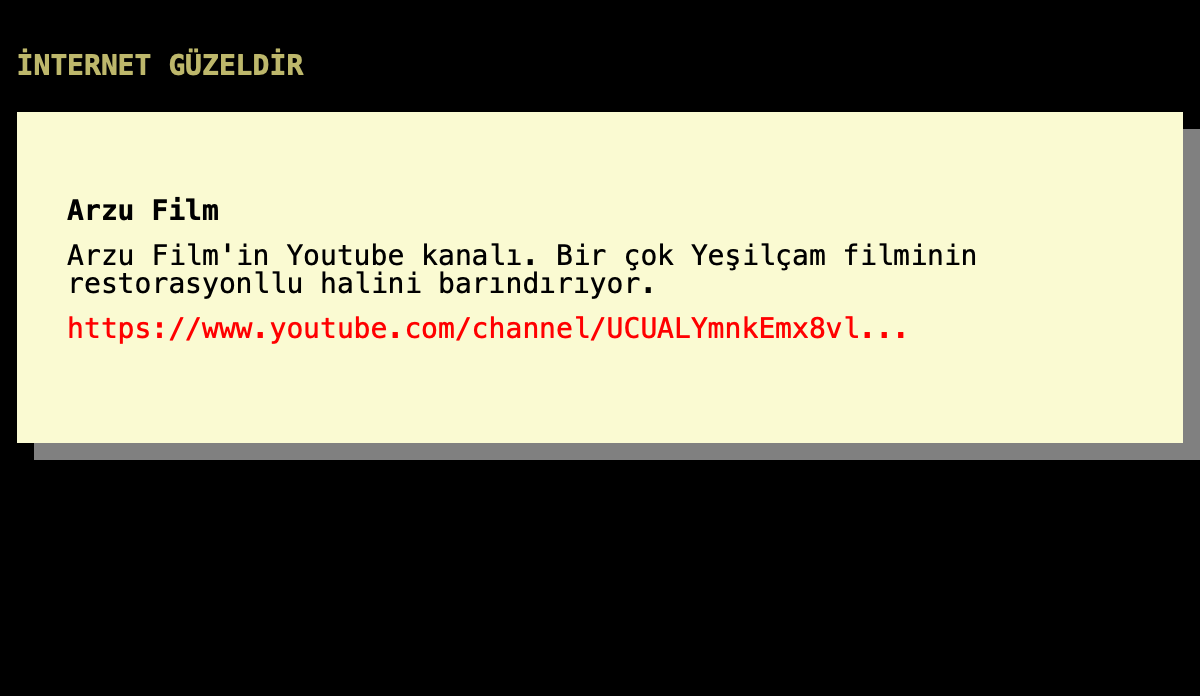 İNTERNET GÜZELDİR
Arzu Film
Arzu Film'in Youtube kanalı. Bir çok Yeşilçam filminin
restorasyonllu halini barındırıyor.
https://www.youtube.com/channel/UCUALYmnkEmx8vl...